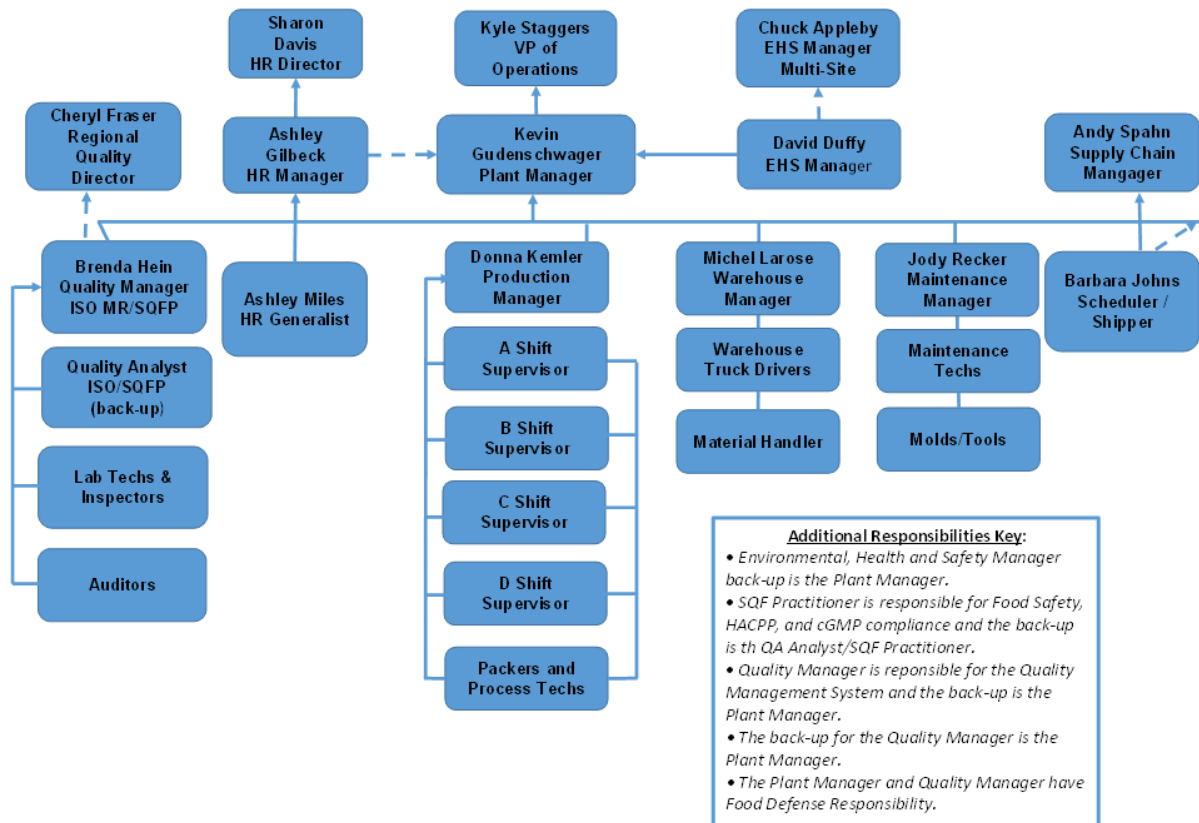 Sharon
Davis
HR Director
Kyle Staggers
VP of
Operations
Chuck Appleby
EHS Manager
Multi-Site
Cheryl Fraser
Regional
Quality
Director
Ashley
Gilbeck
HR Manager
Kevin
Gudenschwager
Plant Manager
David Duffy
EHS Manager
Andy Spahn
Supply Chain
Mangager
Brenda Hein
Quality Manager
ISO MR/SQFP
Ashley Miles
HR Generalist
Donna Kemler
Production
Manager
Michel Larose
Warehouse
Manager
Jody Recker
Maintenance
Manager
Barbara Johns
Scheduler /
Shipper
Quality Analyst
ISO/SQFP
(back-up)
A Shift
Supervisor
Warehouse
Truck Drivers
Maintenance
Techs
Lab Techs &
Inspectors
B Shift
Supervisor
Material Handler
Molds/Tools
C Shift
Supervisor
Auditors
D Shift
Supervisor
Packers and
Process Techs
Additional Responsibilities Key:
• Environmental, Health and Safety Manager
back-up is the Plant Manager.
• SQF Practitioner is responsible for Food Safety,
HACPP, and cGMP compliance and the back-up
is th QA Analyst/SQF Practitioner.
• Quality Manager is reponsible for the Quality
Management System and the back-up is the
Plant Manager.
• The back-up for the Quality Manager is the
Plant Manager.
• The Plant Manager and Quality Manager have
Food Defense Responsibility.